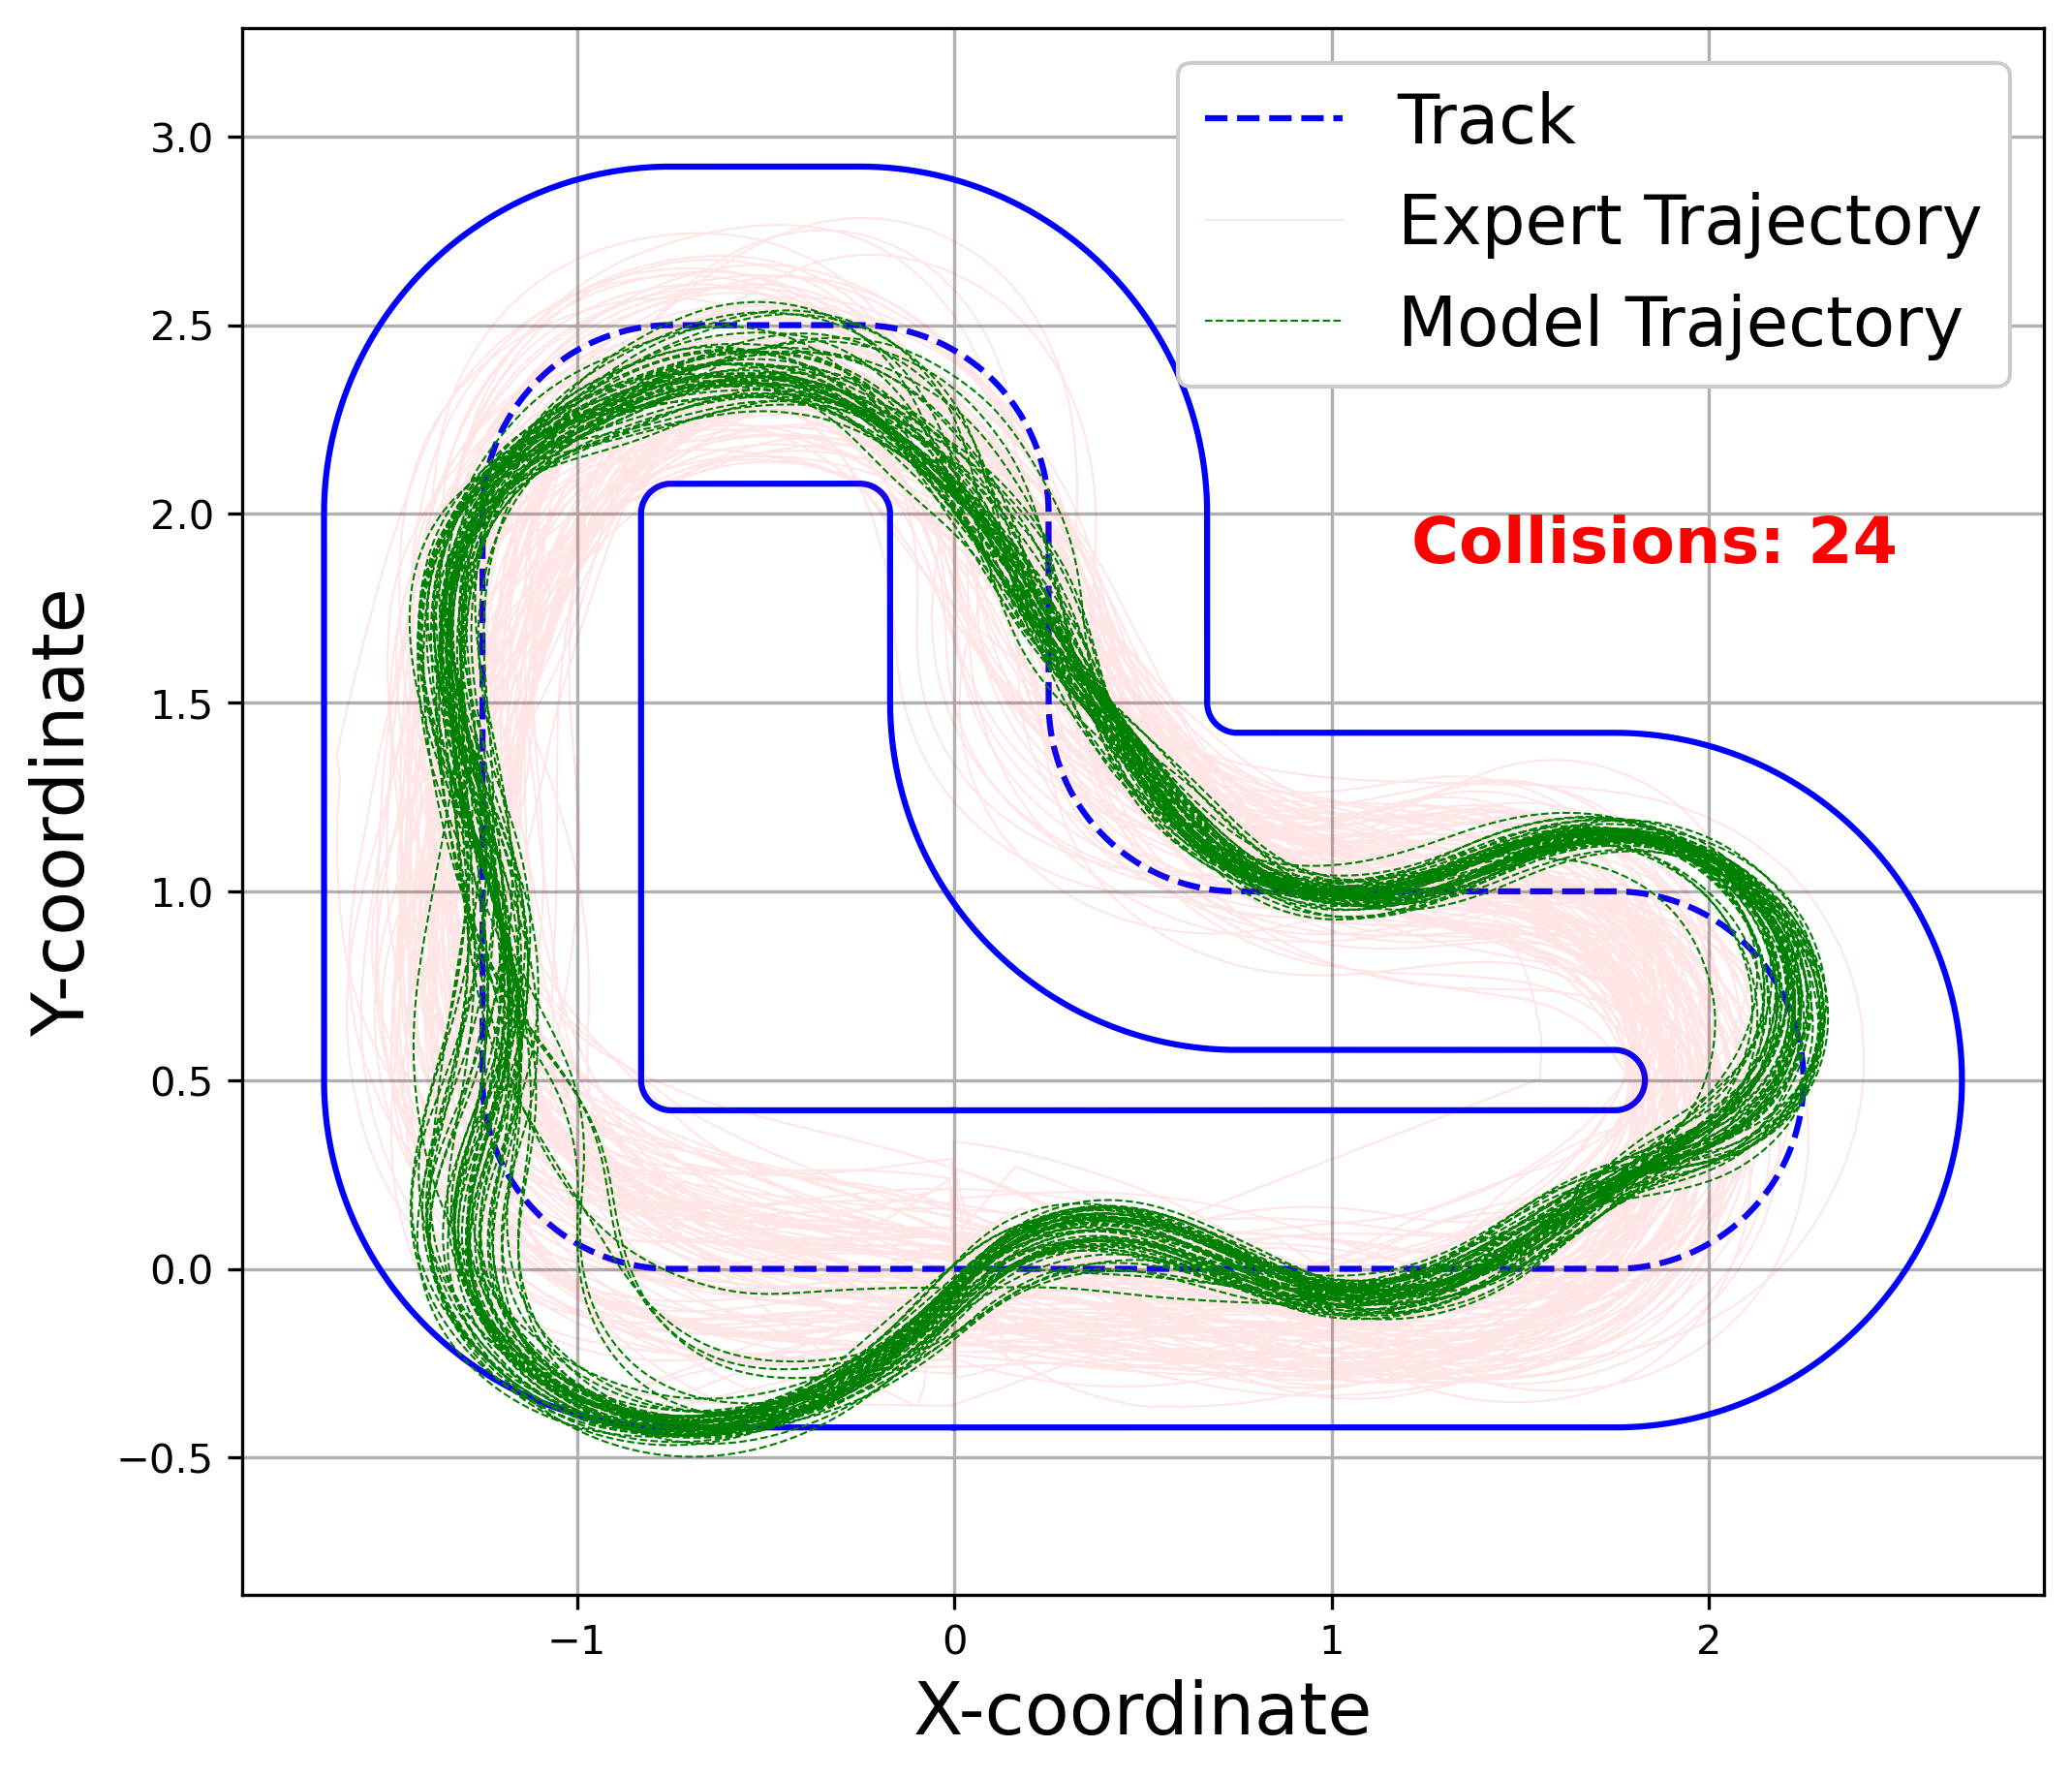 Track
Expert Trajectory
Model Trajectory
Collisions: 24
Y-coordinate
3.0
2.5
2.0
1.5
1.0
0.5
0.0
−0.5
−1
0
1
2
X-coordinate